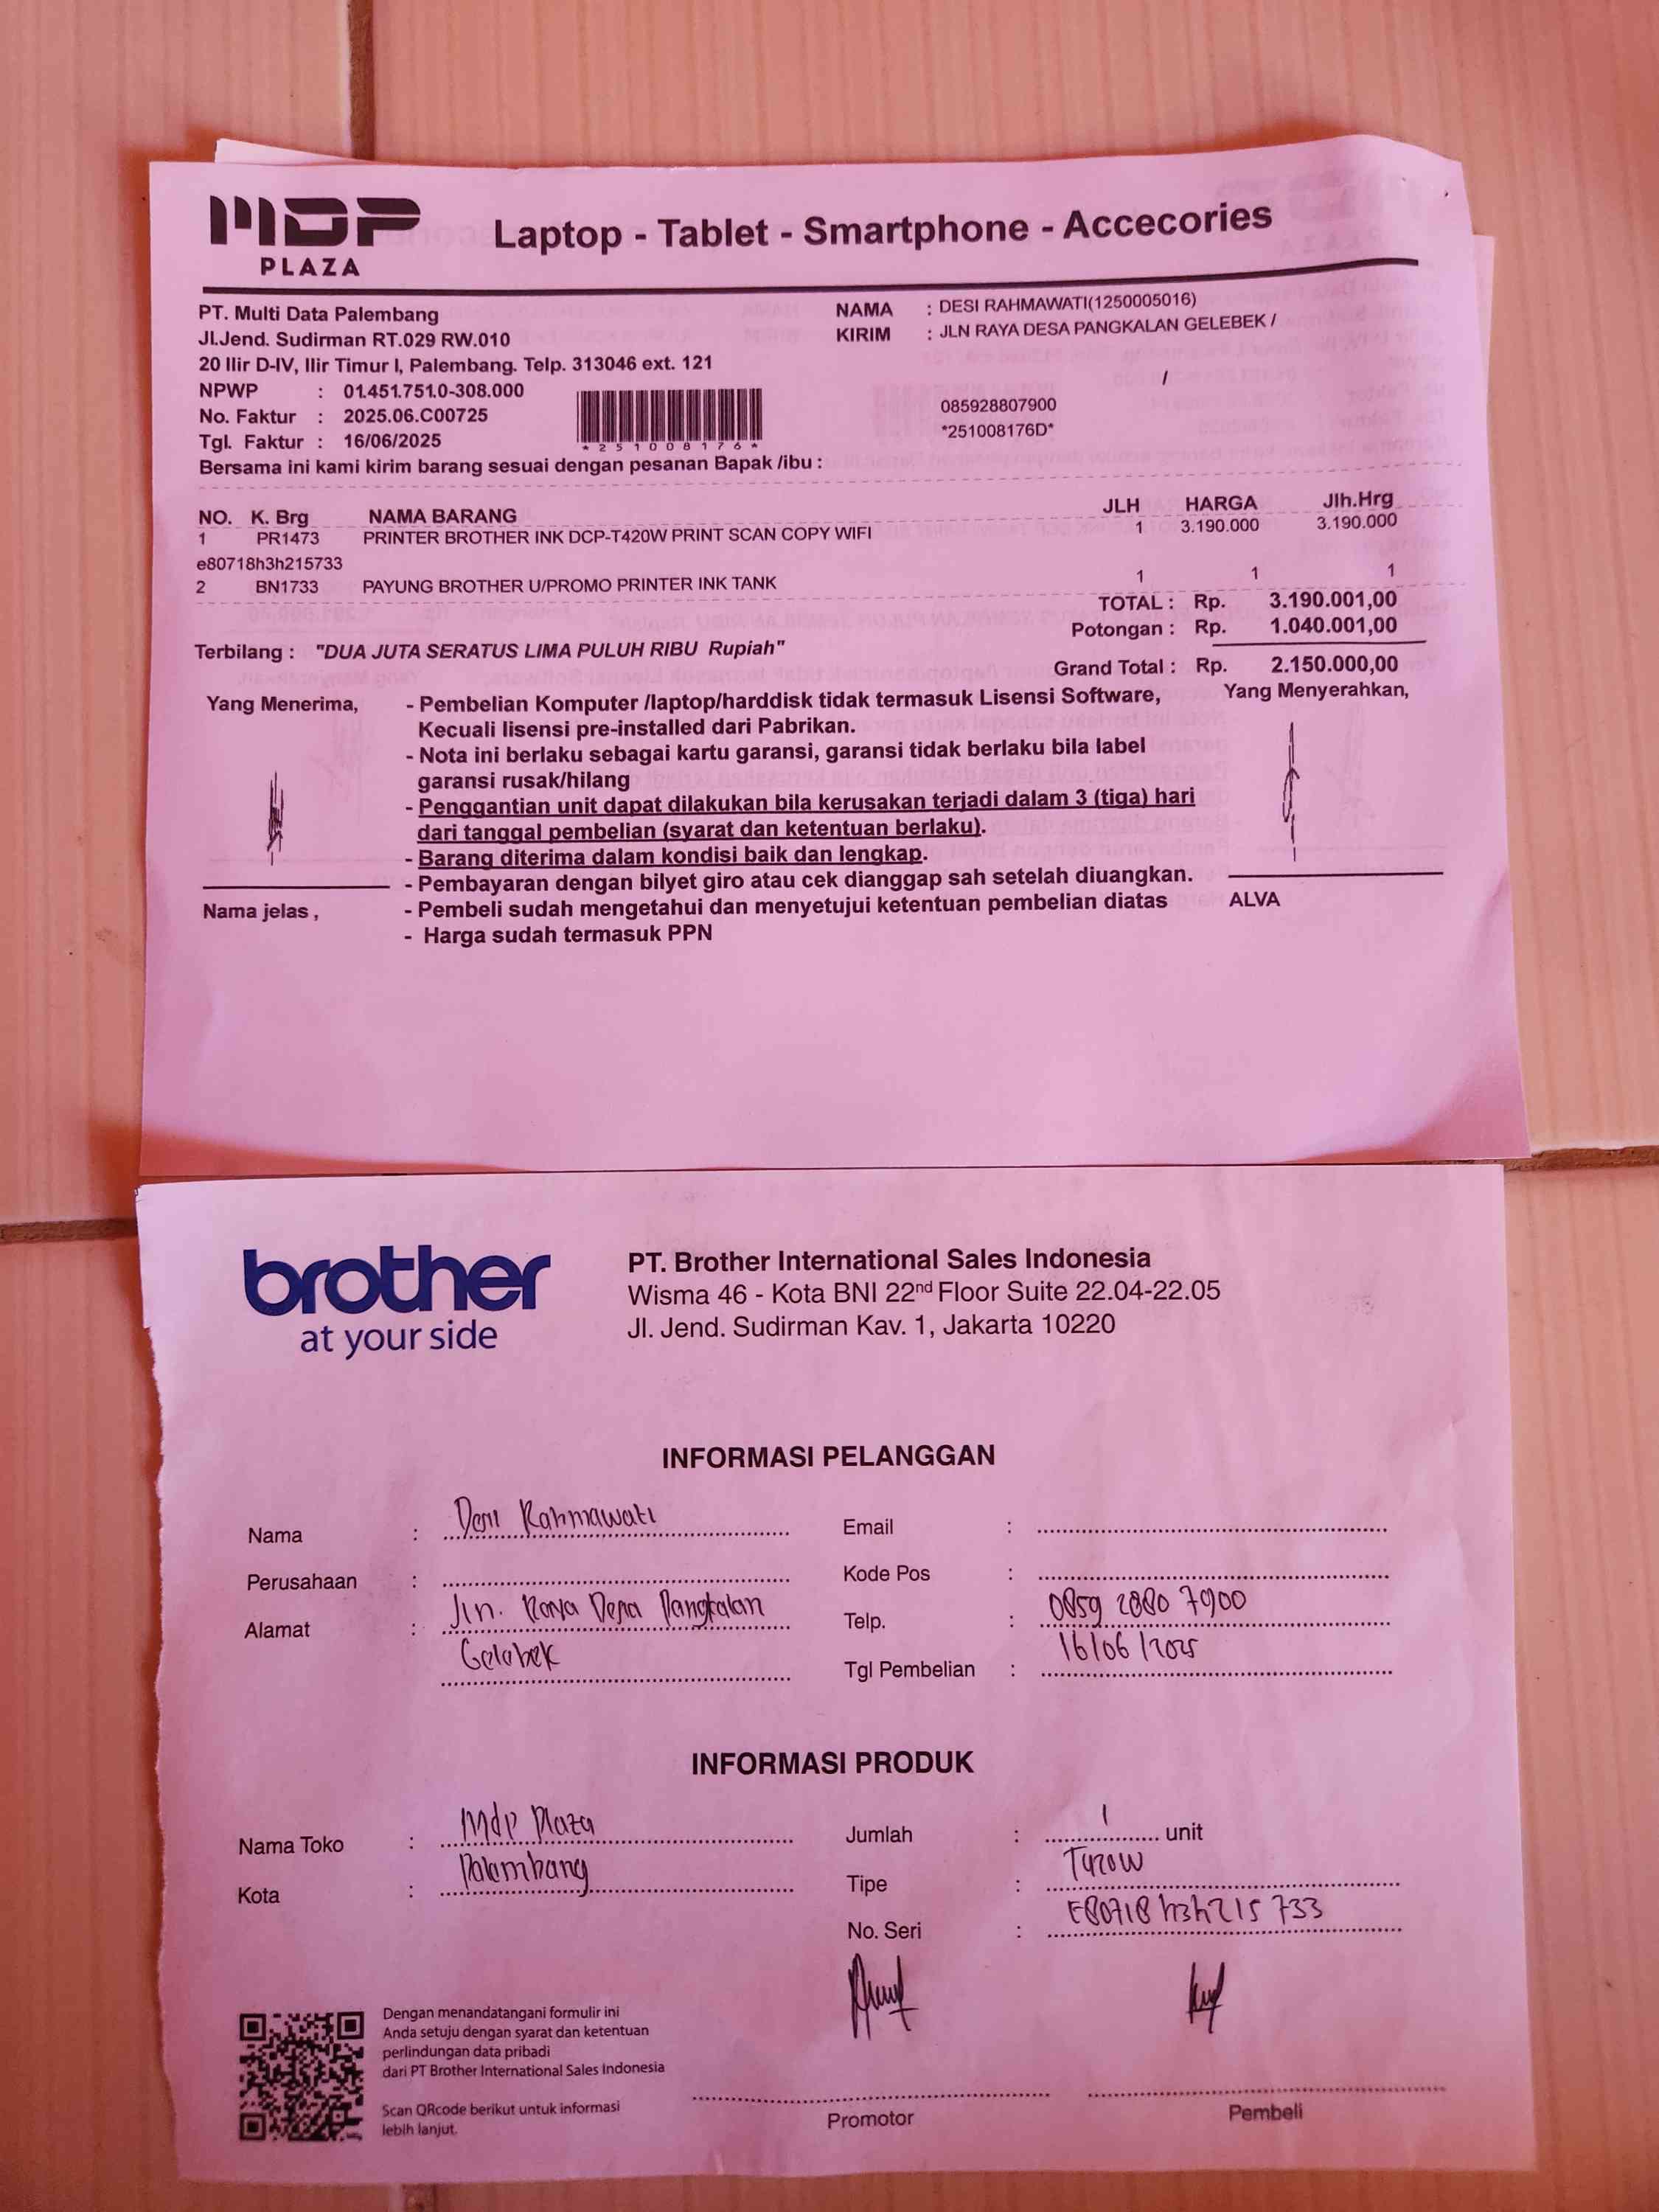 MDP PLAZA
Laptop - Tablet - Smartphone - Accecories
PT. Multi Data Palembang
Jl.Jend. Sudirman RT.029 RW.010
20 Ilir D-IV, Ilir Timur I, Palembang. Telp. 313046 ext. 121
NPWP : 01.451.751.0-308.000
No. Faktur : 2025.06.C00725
Tgl. Faktur : 16/06/2025
*251008176*
NAMA : DESI RAHMAWATI(1250005016)
KIRIM : JLN RAYA DESA PANGKALAN GELEBEK /
/
085928807900
*251008176D*
Bersama ini kami kirim barang sesuai dengan pesanan Bapak /ibu :
NO. K. Brg NAMA BARANG JLH HARGA Jlh.Hrg
1 PR1473 PRINTER BROTHER INK DCP-T420W PRINT SCAN COPY WIFI 1 3.190.000 3.190.000
e80718h3h215733
2 BN1733 PAYUNG BROTHER U/PROMO PRINTER INK TANK 1 1 1
TOTAL : Rp. 3.190.001,00
Potongan : Rp. 1.040.001,00
Terbilang : "DUA JUTA SERATUS LIMA PULUH RIBU Rupiah"
Grand Total : Rp. 2.150.000,00
Yang Menerima,
- Pembelian Komputer /laptop/harddisk tidak termasuk Lisensi Software,
Kecuali lisensi pre-installed dari Pabrikan.
- Nota ini berlaku sebagai kartu garansi, garansi tidak berlaku bila label
garansi rusak/hilang
- Penggantian unit dapat dilakukan bila kerusakan terjadi dalam 3 (tiga) hari
dari tanggal pembelian (syarat dan ketentuan berlaku).
- Barang diterima dalam kondisi baik dan lengkap.
- Pembayaran dengan bilyet giro atau cek dianggap sah setelah diuangkan.
- Pembeli sudah mengetahui dan menyetujui ketentuan pembelian diatas
- Harga sudah termasuk PPN
Nama jelas ,
Yang Menyerahkan,
ALVA
brother
at your side
PT. Brother International Sales Indonesia
Wisma 46 - Kota BNI 22nd Floor Suite 22.04-22.05
Jl. Jend. Sudirman Kav. 1, Jakarta 10220
INFORMASI PELANGGAN
Nama : Desi Rahmawati
Perusahaan :
Alamat : Jln. Raya Desa Pangkalan
Gelebek
Email :
Kode Pos :
Telp. : 0859 2880 7900
Tgl Pembelian : 16/06/2025
INFORMASI PRODUK
Nama Toko : Mdp Plaza
Kota : Palembang
Jumlah : 1 unit
Tipe : T420W
No. Seri : E80718h3h215733
Dengan menandatangani formulir ini
Anda setuju dengan syarat dan ketentuan
perlindungan data pribadi
dari PT Brother International Sales Indonesia
Scan QRcode berikut untuk informasi
lebih lanjut.
Promotor
Pembeli